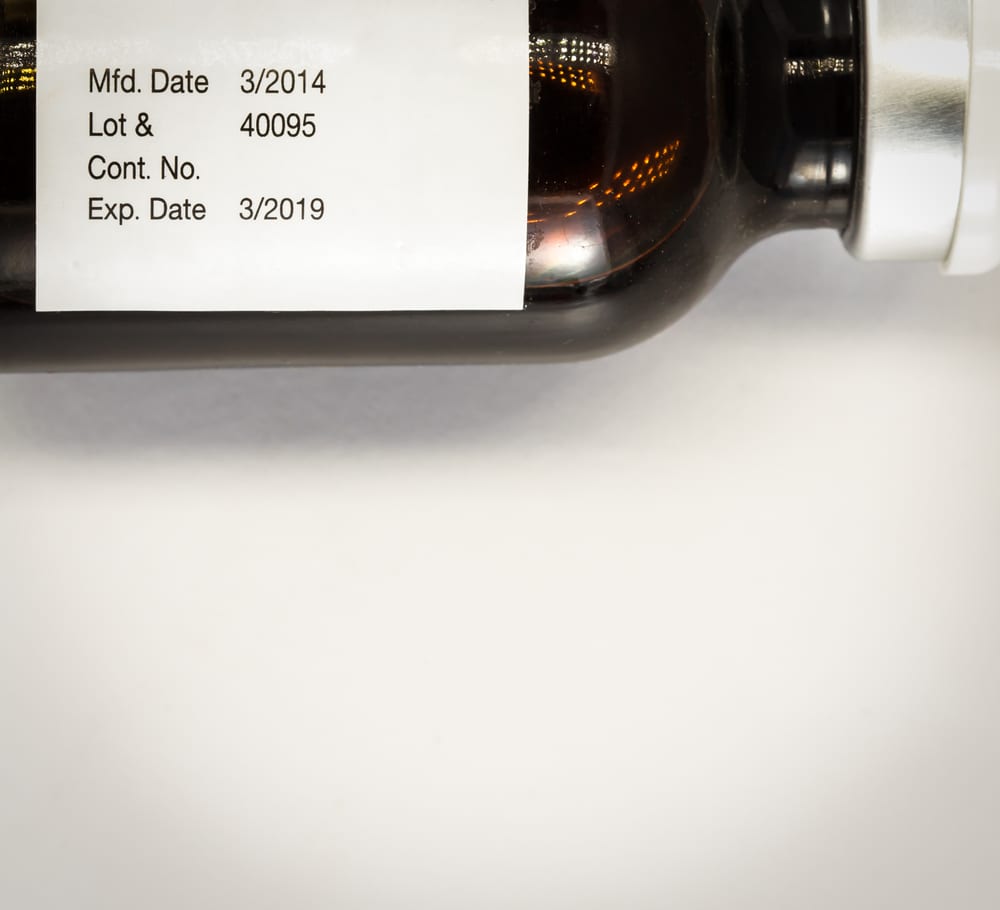 Mfd. Date 3/2014
Lot & 40095
Cont. No.
Exp. Date 3/2019